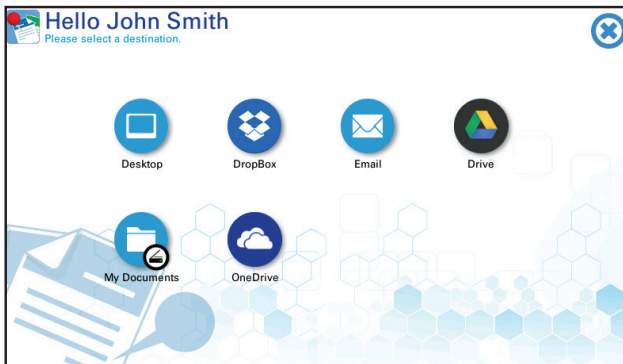 Hello John Smith
Please select a destination.
Desktop
DropBox
Email
Drive
My Documents
OneDrive